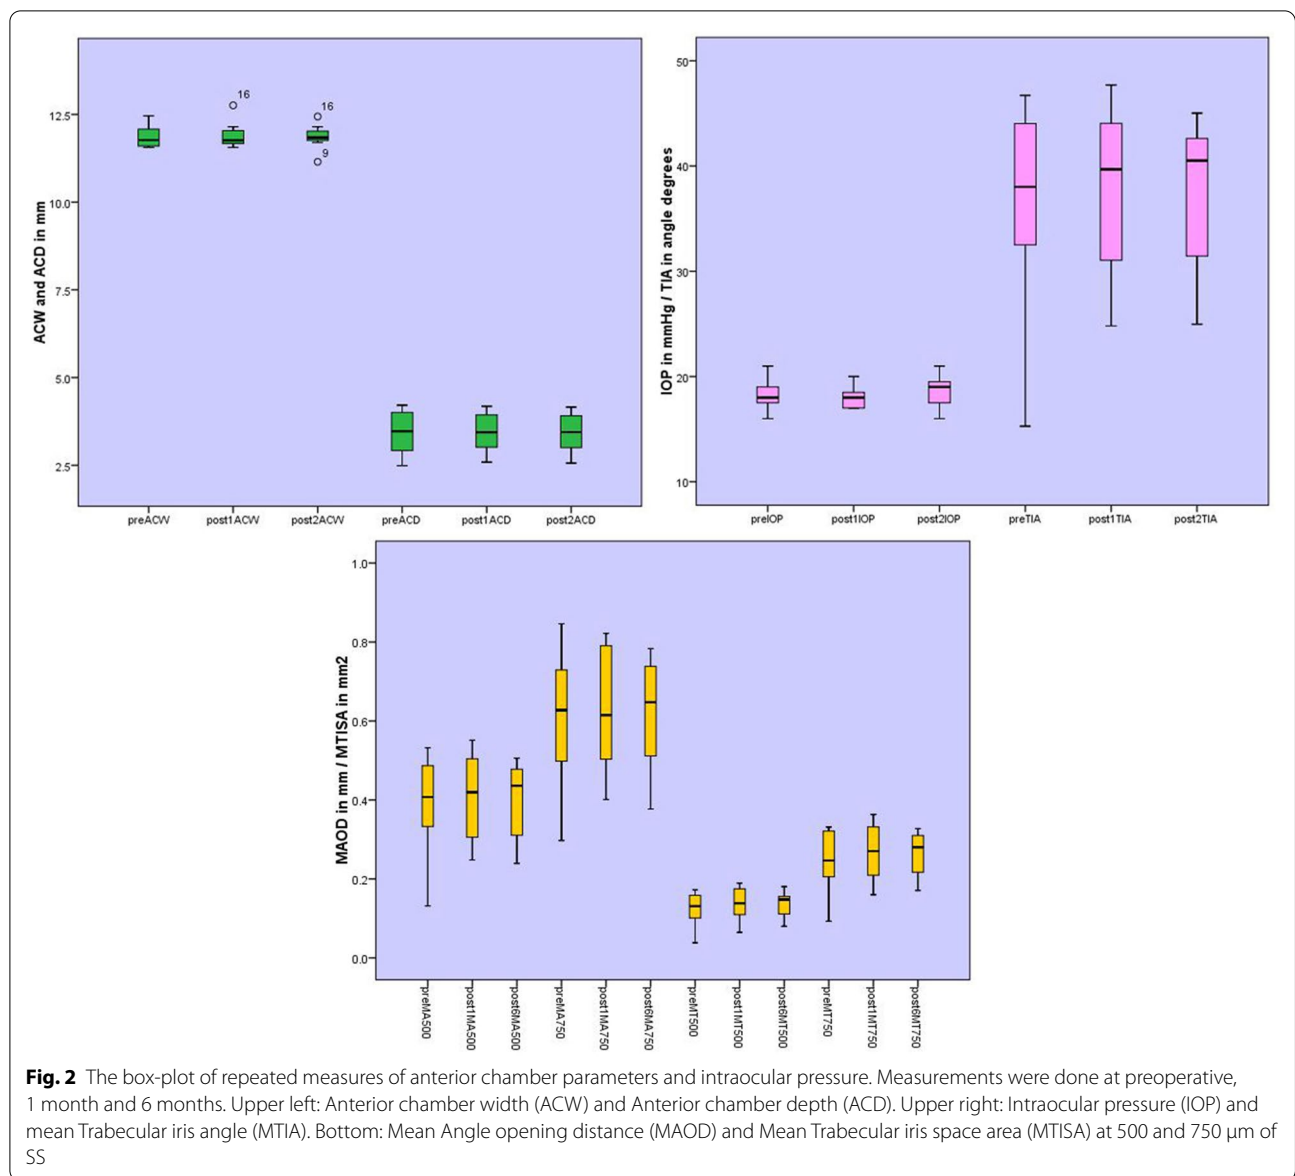 ACW and ACD in mm
12.5
10.0
7.5
5.0
2.5
16
16
9
preACW post1ACW post2ACW preACD post1ACD post2ACD
IOP in mmHg / TIA in angle degrees
50
40
30
20
10
preIOP post1IOP post2IOP preTIA post1TIA post2TIA
MAOD in mm / MTISA in mm2
1.0
0.8
0.6
0.4
0.2
0.0
preMA500
post1MA500
post6MA500
preMA750
post1MA750
post6MA750
preMT500
post1MT500
post6MT500
preMT750
post1MT750
post6MT750
Fig. 2 The box-plot of repeated measures of anterior chamber parameters and intraocular pressure. Measurements were done at preoperative,
1 month and 6 months. Upper left: Anterior chamber width (ACW) and Anterior chamber depth (ACD). Upper right: Intraocular pressure (IOP) and
mean Trabecular iris angle (MTIA). Bottom: Mean Angle opening distance (MAOD) and Mean Trabecular iris space area (MTISA) at 500 and 750 μm of
SS